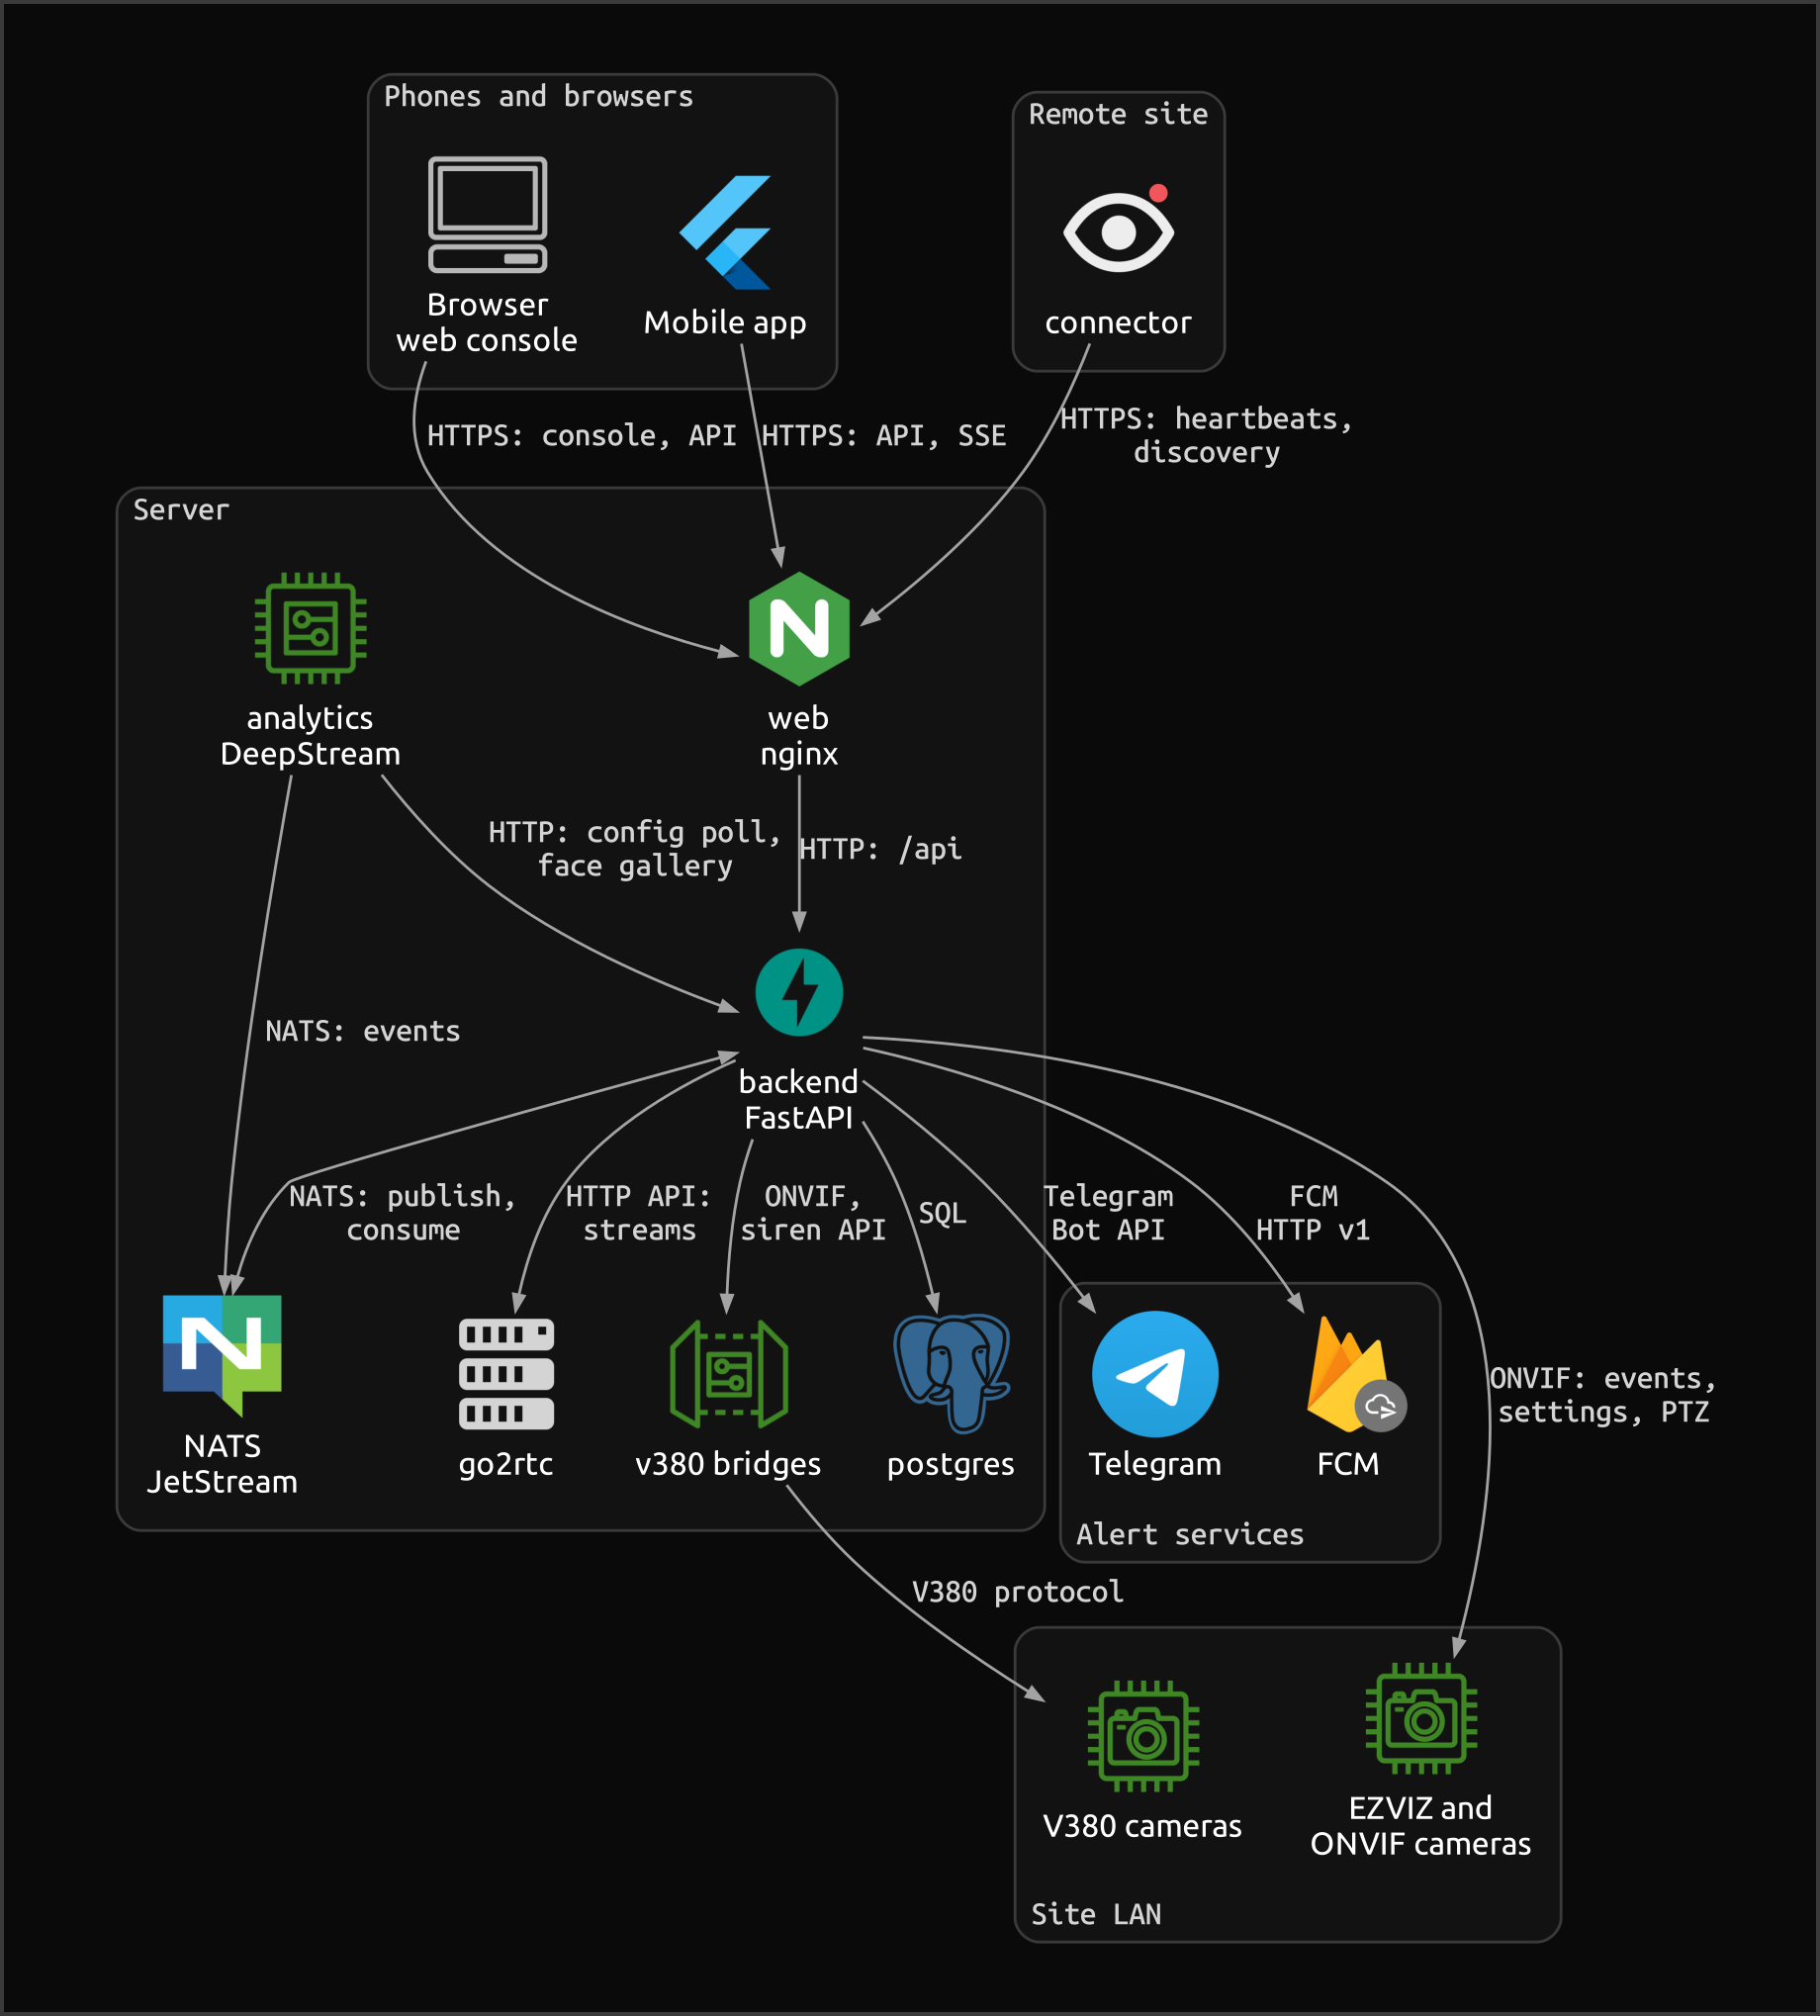 Phones and browsers
Remote site
Browser
web console
Mobile app
connector
HTTPS: console, API
HTTPS: API, SSE
HTTPS: heartbeats,
discovery
Server
analytics
DeepStream
web
nginx
HTTP: config poll,
face gallery
HTTP: /api
NATS: events
backend
FastAPI
NATS: publish,
consume
HTTP API:
streams
ONVIF,
siren API
SQL
Telegram
Bot API
FCM
HTTP v1
ONVIF: events,
settings, PTZ
NATS
JetStream
go2rtc
v380 bridges
postgres
Telegram
FCM
Alert services
V380 protocol
V380 cameras
EZVIZ and
ONVIF cameras
Site LAN